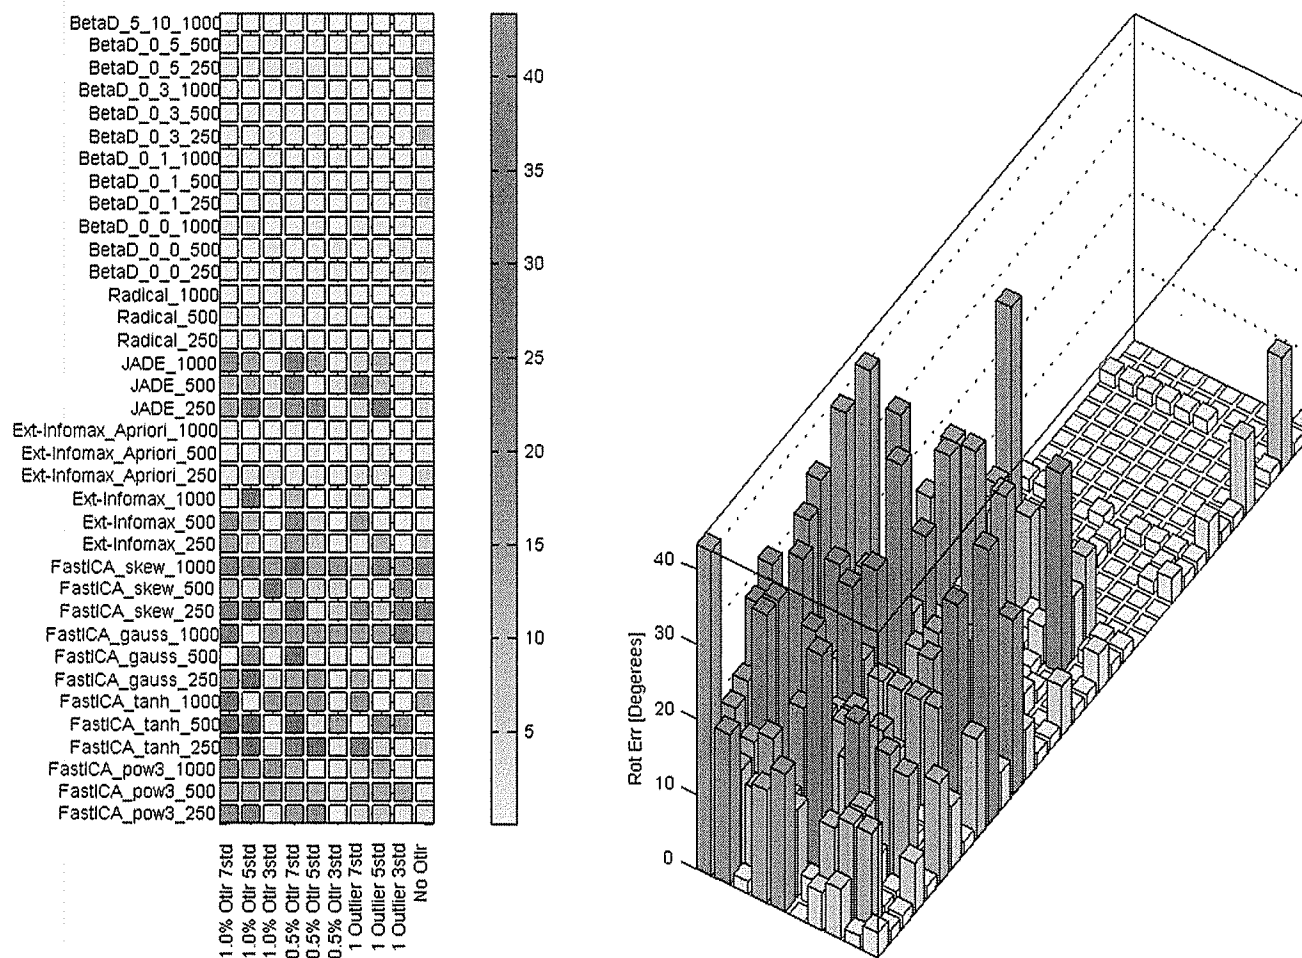 BetaD_5_10_1000
BetaD_0_5_500
BetaD_0_5_250
BetaD_0_3_1000
BetaD_0_3_500
BetaD_0_3_250
BetaD_0_1_1000
BetaD_0_1_500
BetaD_0_1_250
BetaD_0_0_1000
BetaD_0_0_500
BetaD_0_0_250
Radical_1000
Radical_500
Radical_250
JADE_1000
JADE_500
JADE_250
Ext-Infomax_Apriori_1000
Ext-Infomax_Apriori_500
Ext-Infomax_Apriori_250
Ext-Infomax_1000
Ext-Infomax_500
Ext-Infomax_250
FastICA_skew_1000
FastICA_skew_500
FastICA_skew_250
FastICA_gauss_1000
FastICA_gauss_500
FastICA_gauss_250
FastICA_tanh_1000
FastICA_tanh_500
FastICA_tanh_250
FastICA_pow3_1000
FastICA_pow3_500
FastICA_pow3_250
1.0% Otlr 7std
1.0% Otlr 5std
1.0% Otlr 3std
0.5% Otlr 7std
0.5% Otlr 5std
0.5% Otlr 3std
1 Outlier 7std
1 Outlier 5std
1 Outlier 3std
No Otlr
40
35
30
25
20
15
10
5
Rot Err [Degerees]
40
30
20
10
0